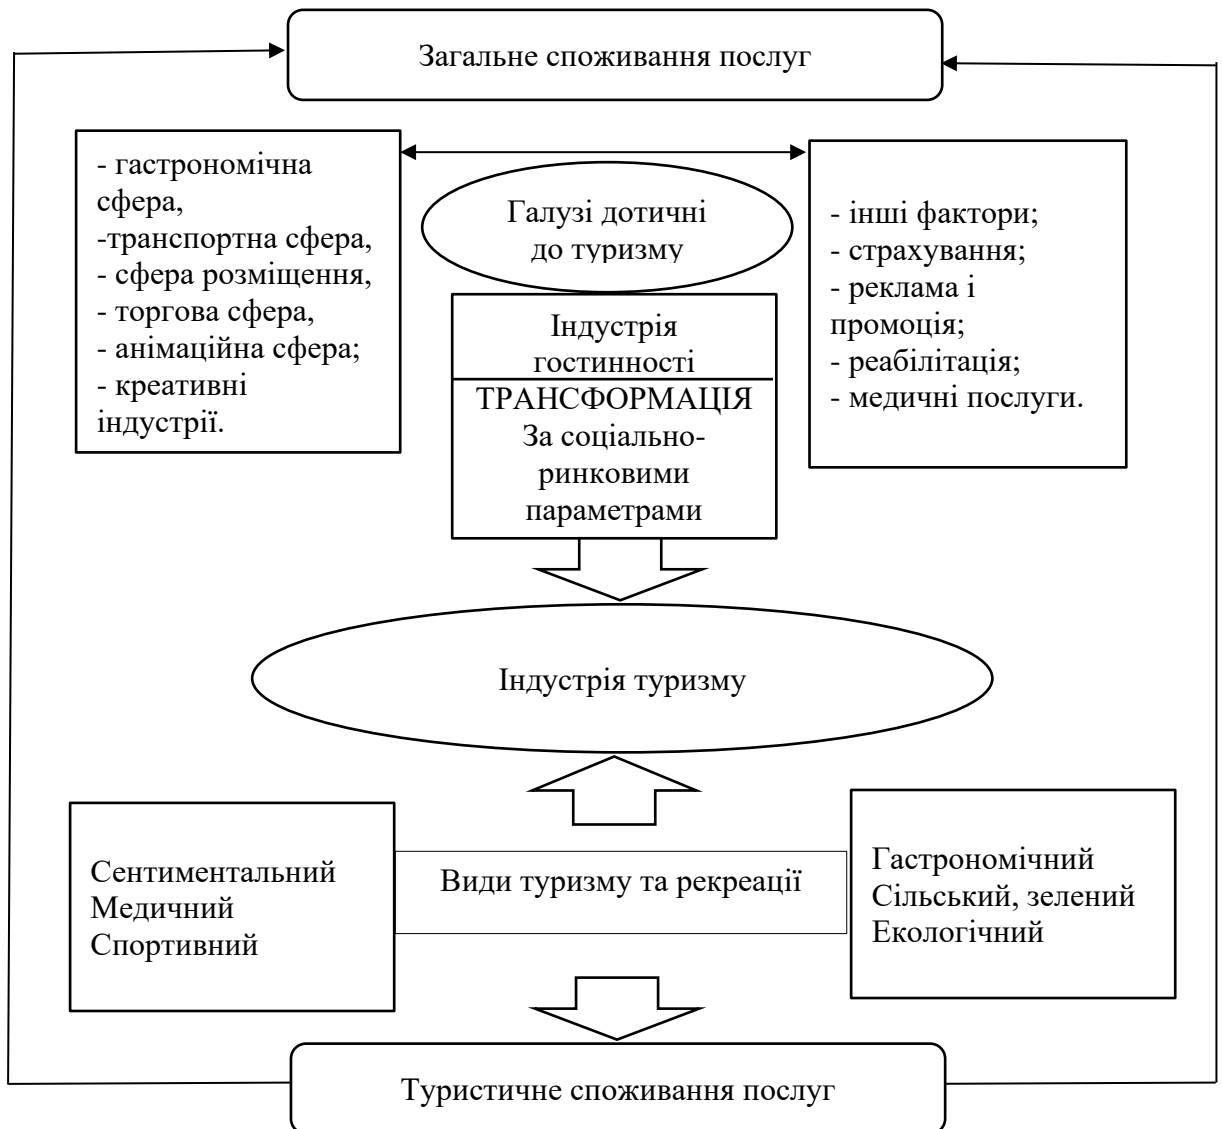 Загальне споживання послуг
- гастрономічна
сфера,
-транспортна сфера,
- сфера розміщення,
- торгова сфера,
- анімаційна сфера;
- креативні
індустрії.
Галузі дотичні
до туризму
- інші фактори;
- страхування;
- реклама і
промоція;
- реабілітація;
- медичні послуги.
Індустрія
гостинності
ТРАНСФОРМАЦІЯ
За соціально-
ринковими
параметрами
Індустрія туризму
Сентиментальний
Медичний
Спортивний
Види туризму та рекреації
Гастрономічний
Сільський, зелений
Екологічний
Туристичне споживання послуг